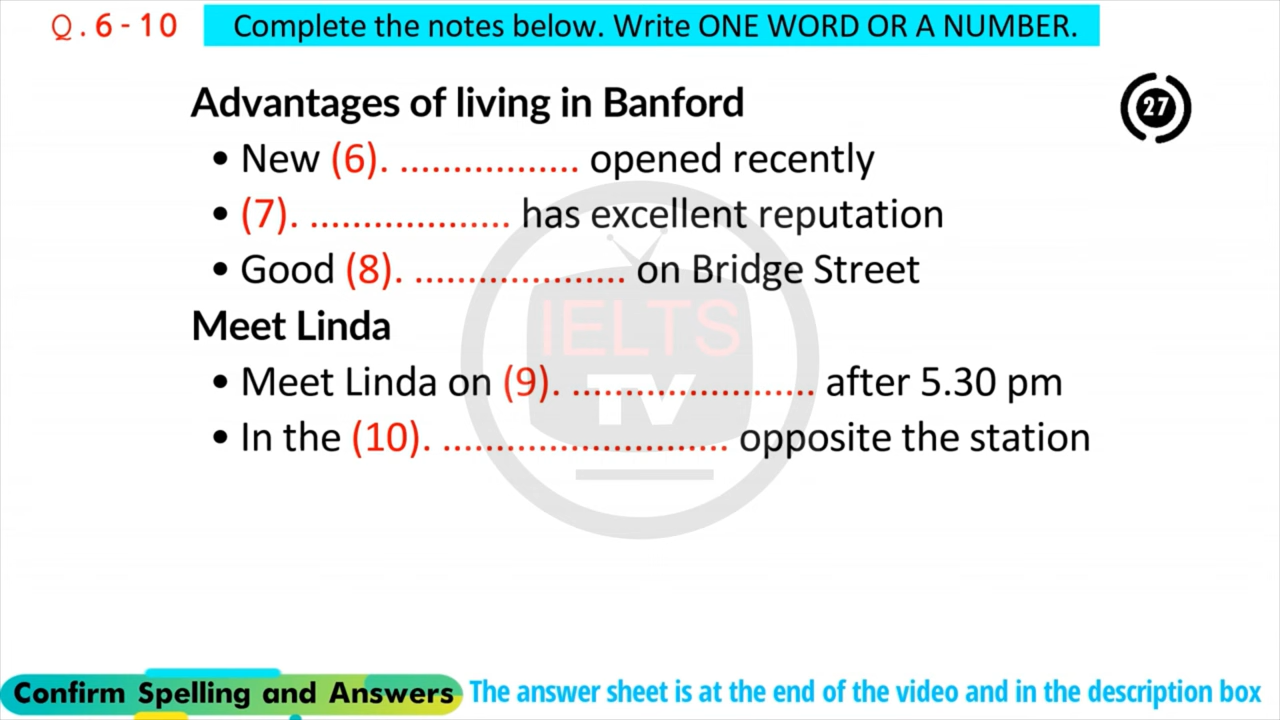 Q. 6 - 10 Complete the notes below. Write ONE WORD OR A NUMBER.
Advantages of living in Banford
27
• New (6). ................. opened recently
• (7). ................... has excellent reputation
• Good (8). .................... on Bridge Street
IELTS
Meet Linda
• Meet Linda on (9). ....................... after 5.30 pm
TV
• In the (10). ........................... opposite the station
Confirm Spelling and Answers The answer sheet is at the end of the video and in the description box